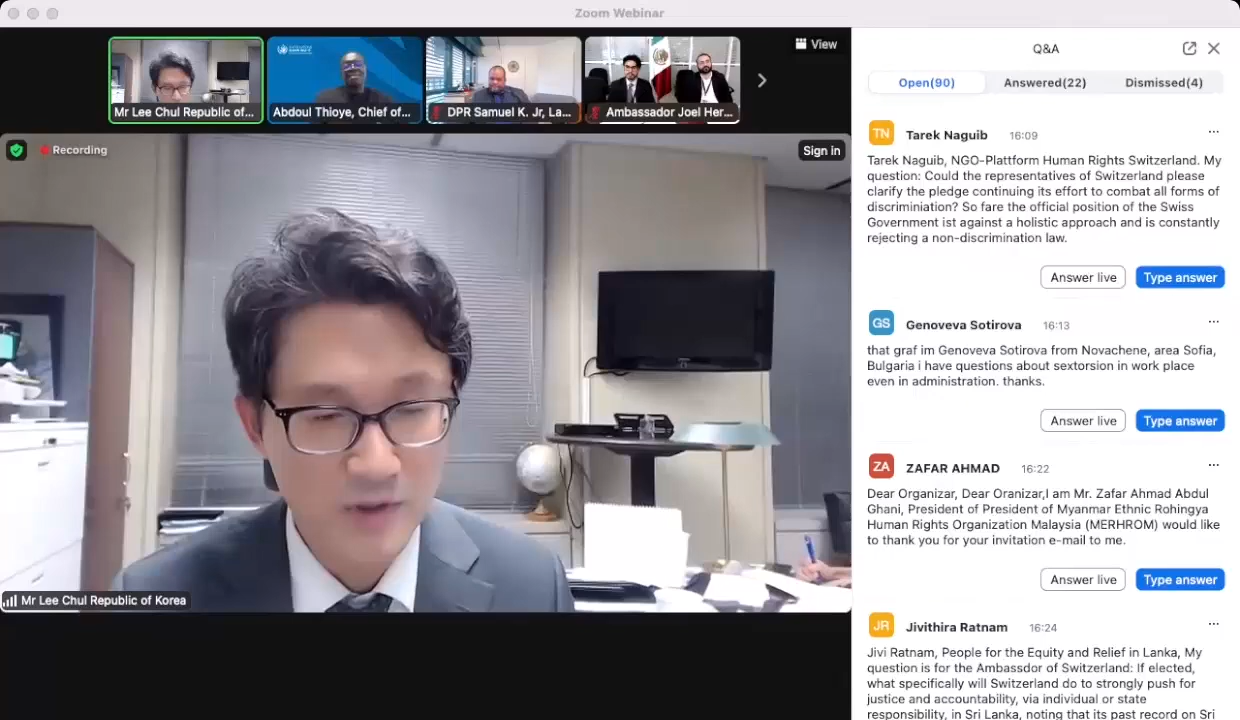 Zoom Webinar
Mr Lee Chul Republic of...
Abdoul Thioye, Chief of...
DPR Samuel K. Jr, La...
Ambassador Joel Her...
View
Recording
Sign in
Mr Lee Chul Republic of Korea
Q&A
Open(90)
Answered(22)
Dismissed(4)
TN
Tarek Naguib
16:09
...
Tarek Naguib, NGO-Plattform Human Rights Switzerland. My
question: Could the representatives of Switzerland please
clarify the pledge continuing its effort to combat all forms of
discriminiation? So fare the official position of the Swiss
Government ist against a holistic approach and is constantly
rejecting a non-discrimination law.
Answer live
Type answer
GS
Genoveva Sotirova
16:13
...
that graf im Genoveva Sotirova from Novachene, area Sofia,
Bulgaria i have questions about sextorsion in work place
even in administration. thanks.
Answer live
Type answer
ZA
ZAFAR AHMAD
16:22
...
Dear Organizar, Dear Oranizar,I am Mr. Zafar Ahmad Abdul
Ghani, President of President of Myanmar Ethnic Rohingya
Human Rights Organization Malaysia (MERHROM) would like
to thank you for your invitation e-mail to me.
Answer live
Type answer
JR
Jivithira Ratnam
16:24
...
Jivi Ratnam, People for the Equity and Relief in Lanka, My
question is for the Ambassdor of Switzerland: If elected,
what specifically will Switzerland do to strongly push for
justice and accountability, via individual or state
responsibility, in Sri Lanka, noting that its past record on Sri